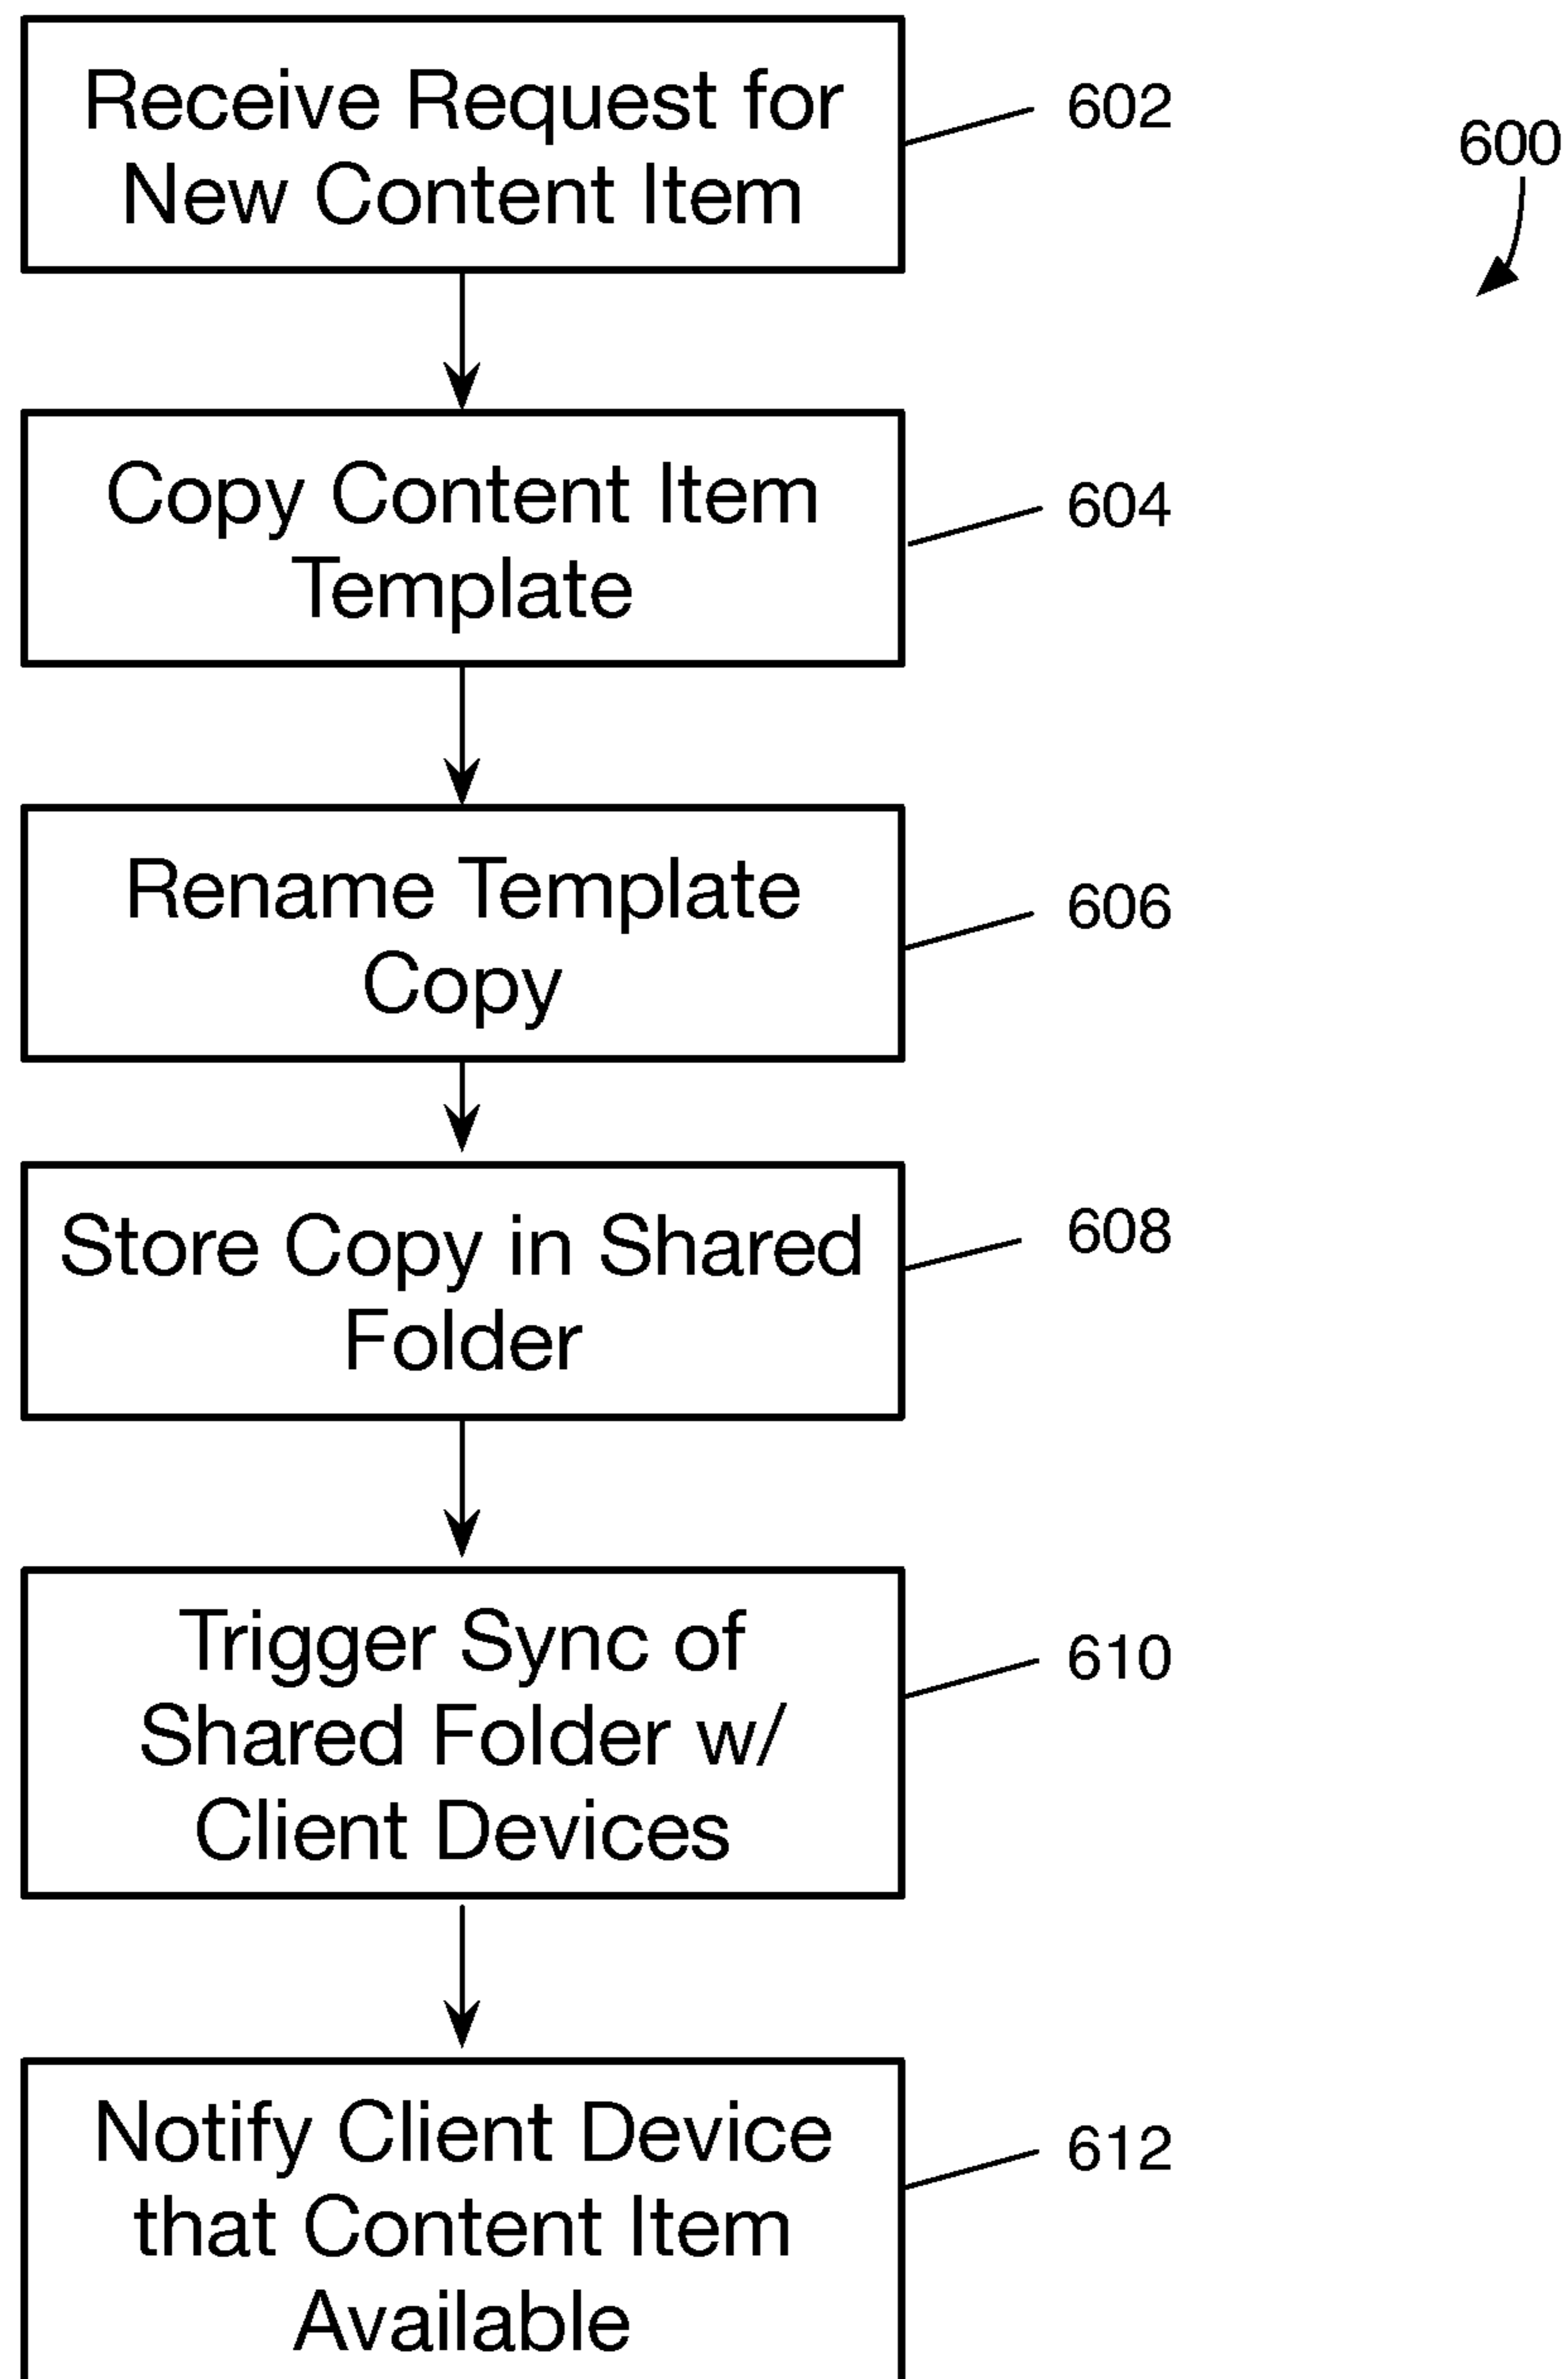 Receive Request for
New Content Item
602
600
Copy Content Item
Template
604
Rename Template
Copy
606
Store Copy in Shared
Folder
608
Trigger Sync of
Shared Folder w/
Client Devices
610
Notify Client Device
that Content Item
Available
612